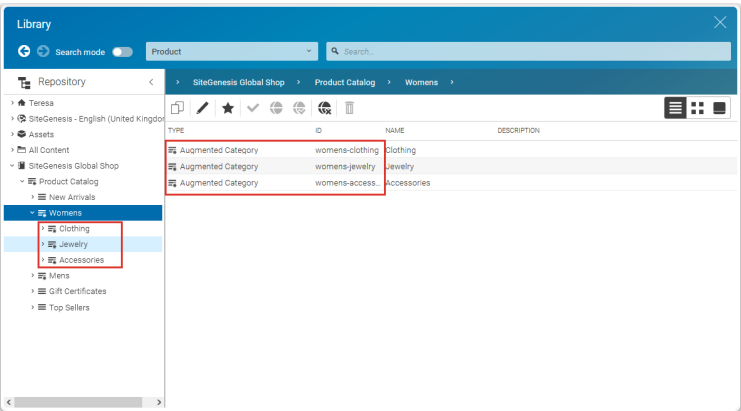 Library
Search mode
Product
Search...
Repository
SiteGenesis Global Shop > Product Catalog > Womens >
Teresa
SiteGenesis - English (United Kingdor
Assets
All Content
SiteGenesis Global Shop
Product Catalog
New Arrivals
Womens
Clothing
Jewelry
Accessories
Mens
Gift Certificates
Top Sellers
TYPE ID NAME DESCRIPTION
Augmented Category womens-clothing Clothing
Augmented Category womens-jewelry Jewelry
Augmented Category womens-access... Accessories